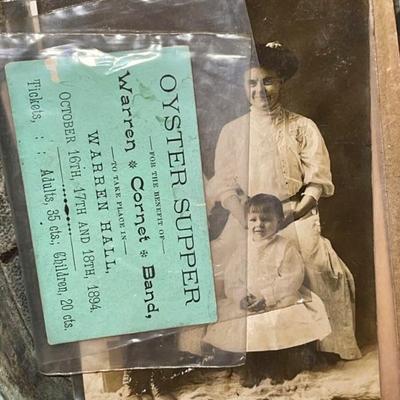 OYSTER SUPPER
—FOR THE BENEFIT OF—
Warren ❋ Cornet ❋ Band,
—TO TAKE PLACE IN—
WARREN HALL,
OCTOBER 16TH, 17TH AND 18TH, 1894.
Tickets, : Adults, 35 cts.; Children, 20 cts.